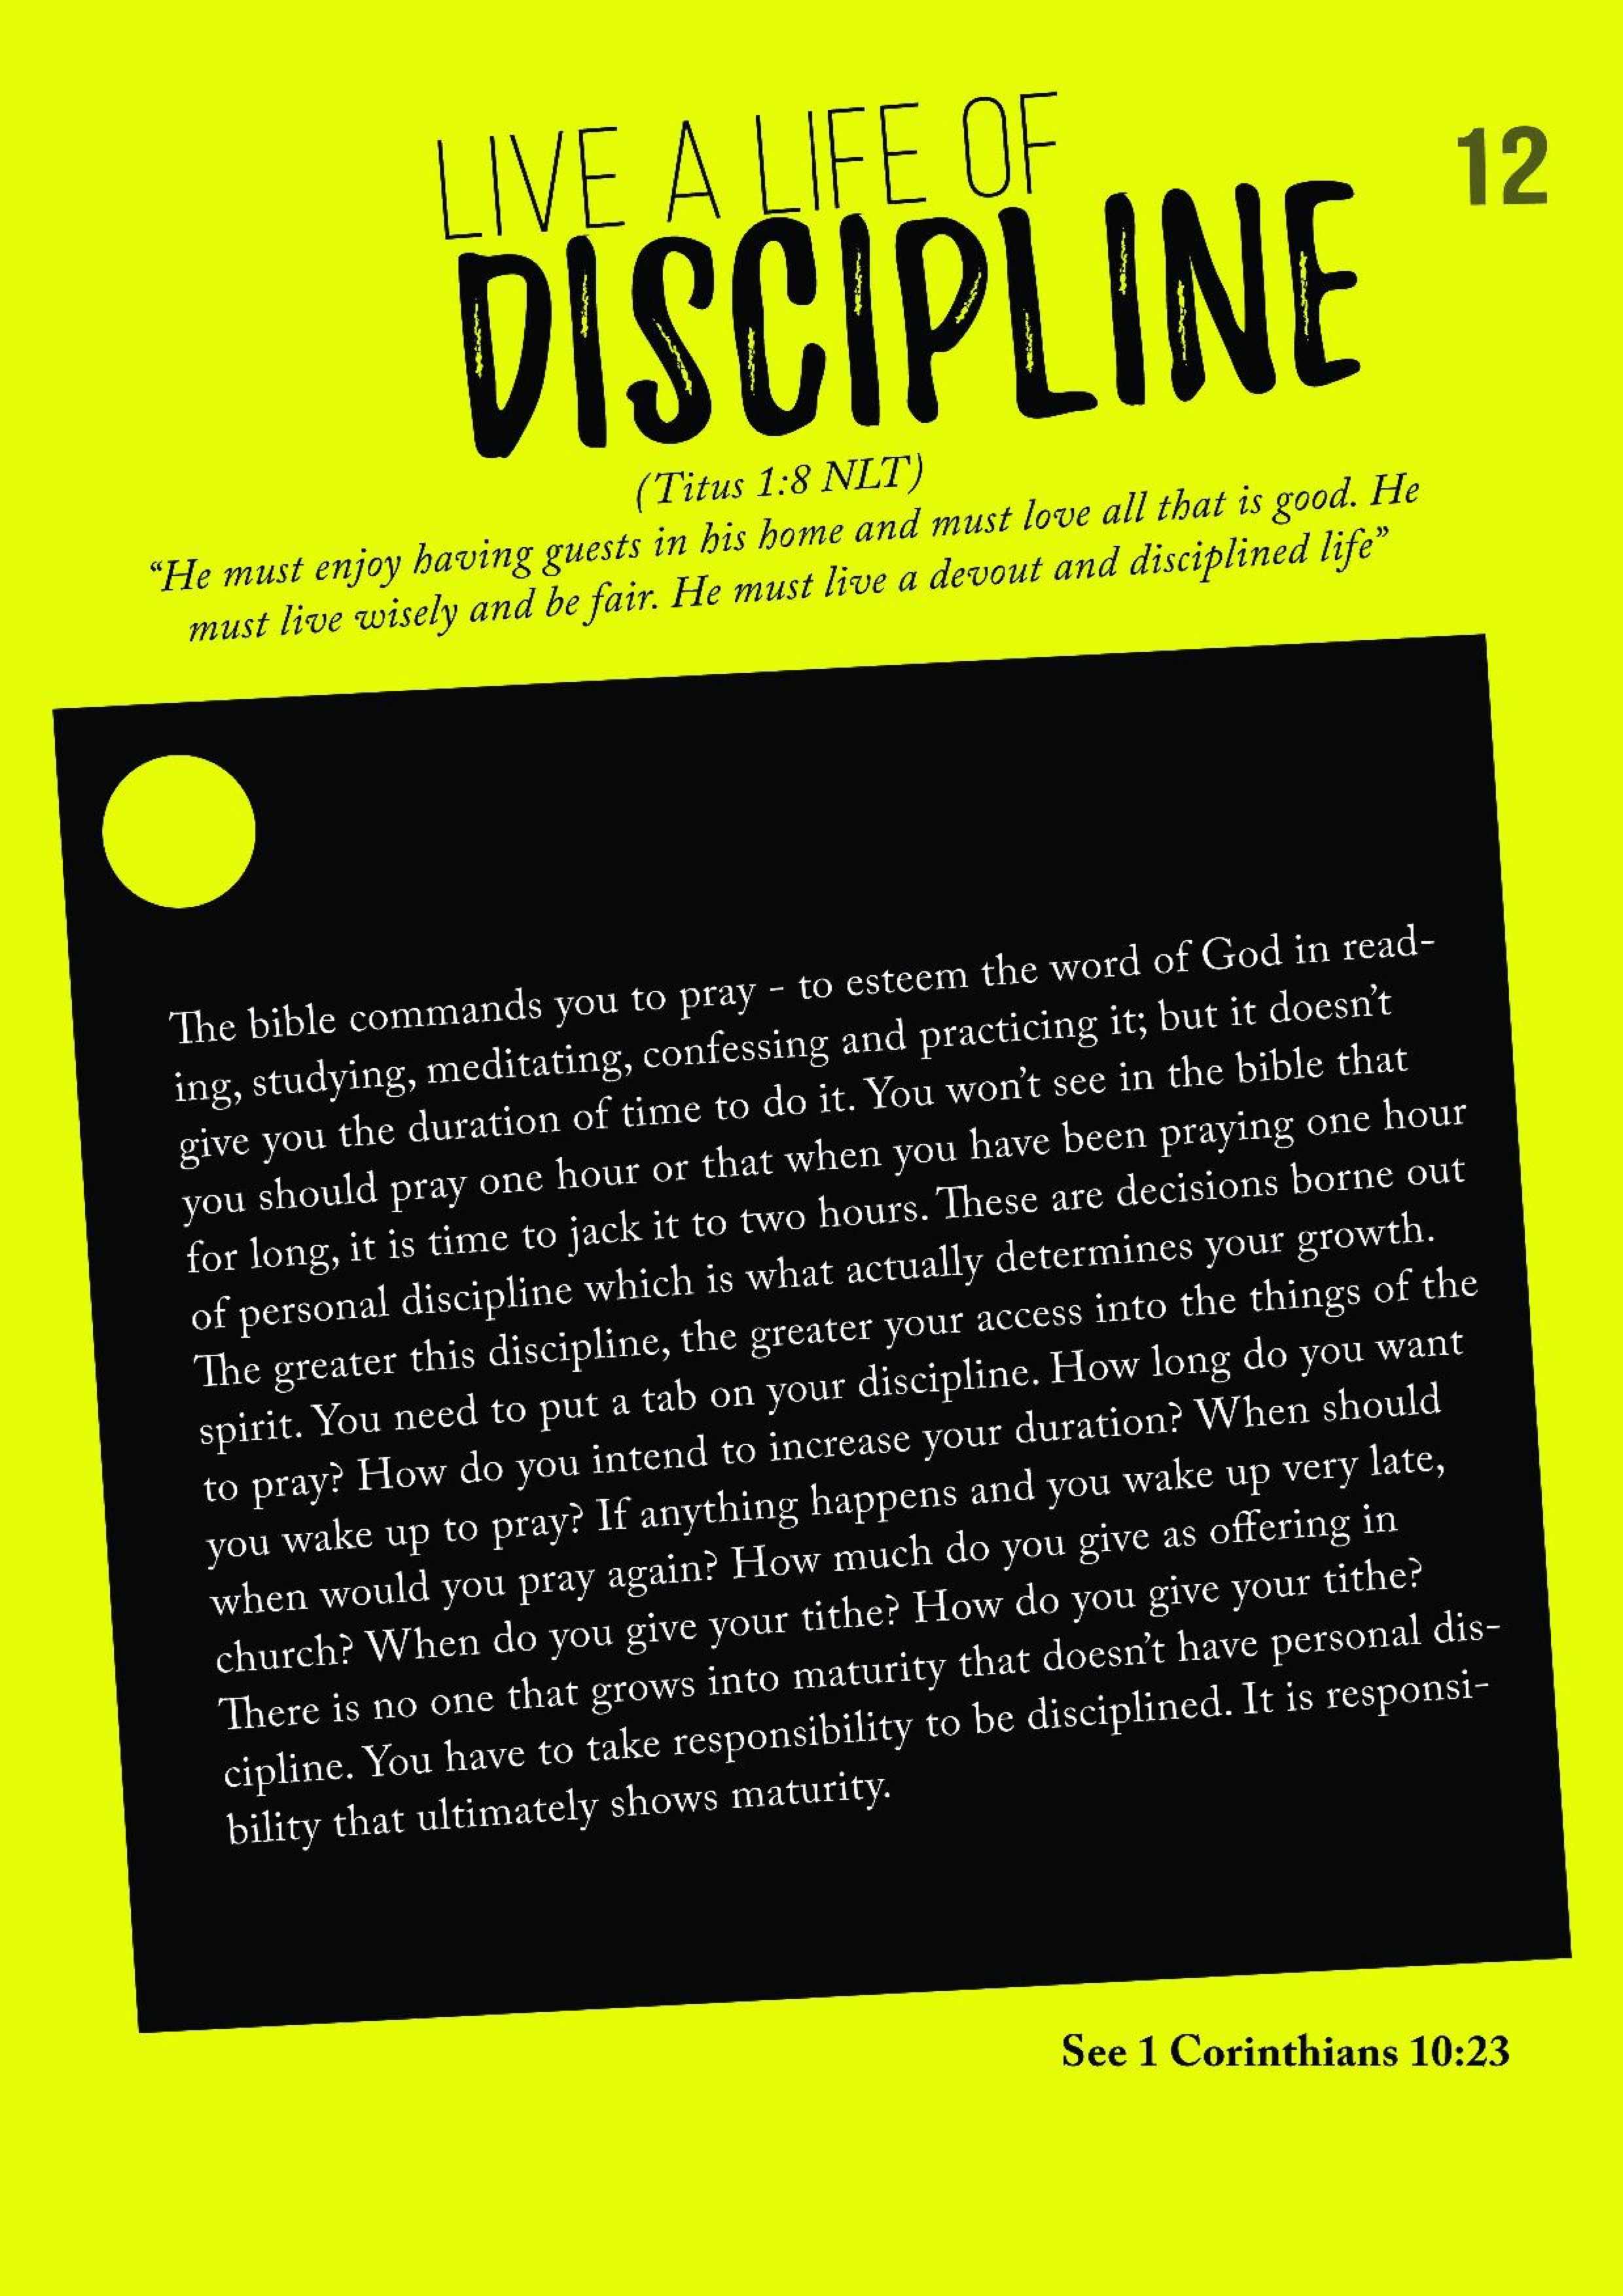 LIVE A LIFE OF
12
DISCIPLINE
(Titus 1:8 NLT)
“He must enjoy having guests in his home and must love all that is good. He
must live wisely and be fair. He must live a devout and disciplined life”
The bible commands you to pray - to esteem the word of God in read-
ing, studying, meditating, confessing and practicing it; but it doesn’t
give you the duration of time to do it. You won’t see in the bible that
you should pray one hour or that when you have been praying one hour
for long, it is time to jack it to two hours. These are decisions borne out
of personal discipline which is what actually determines your growth.
The greater this discipline, the greater your access into the things of the
spirit. You need to put a tab on your discipline. How long do you want
to pray? How do you intend to increase your duration? When should
you wake up to pray? If anything happens and you wake up very late,
when would you pray again? How much do you give as offering in
church? When do you give your tithe? How do you give your tithe?
There is no one that grows into maturity that doesn’t have personal dis-
cipline. You have to take responsibility to be disciplined. It is responsi-
bility that ultimately shows maturity.
See 1 Corinthians 10:23